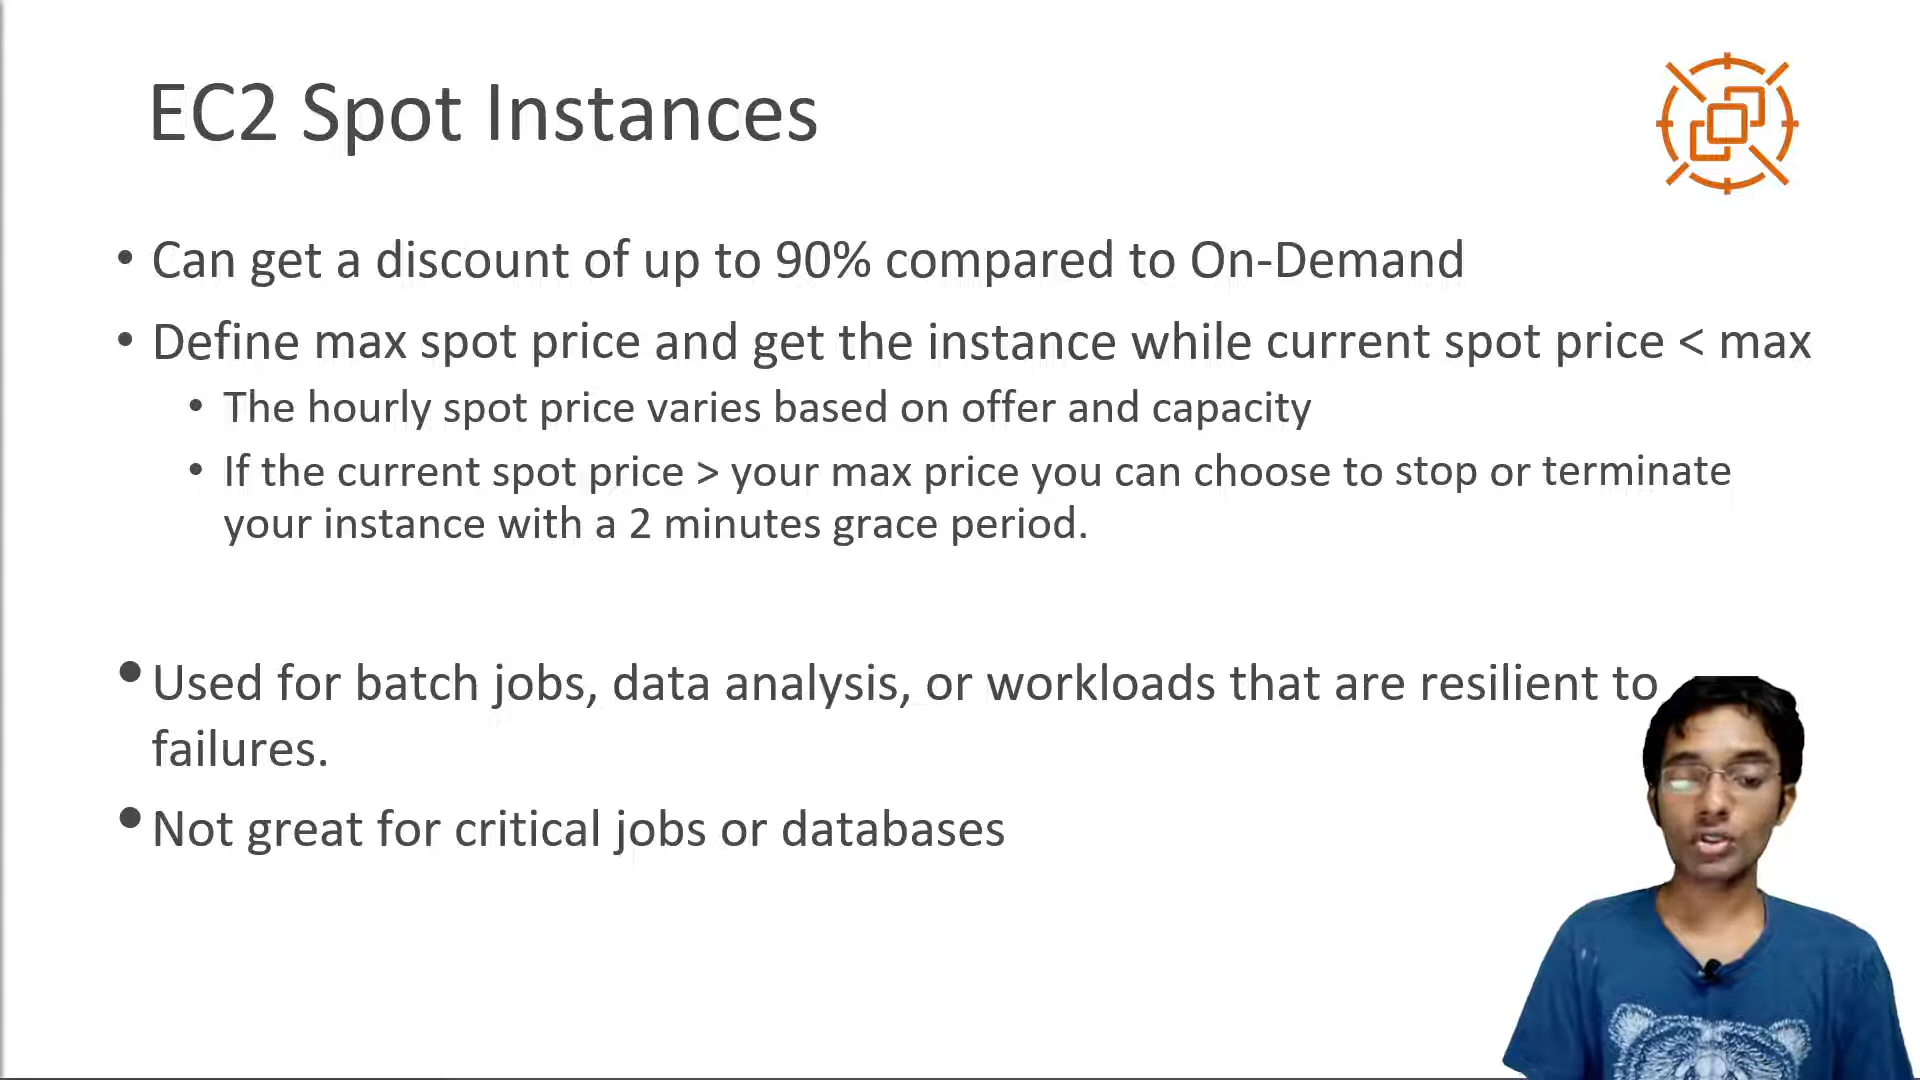 EC2 Spot Instances
• Can get a discount of up to 90% compared to On-Demand
• Define max spot price and get the instance while current spot price < max
• The hourly spot price varies based on offer and capacity
• If the current spot price > your max price you can choose to stop or terminate
your instance with a 2 minutes grace period.
• Used for batch jobs, data analysis, or workloads that are resilient to
failures.
• Not great for critical jobs or databases